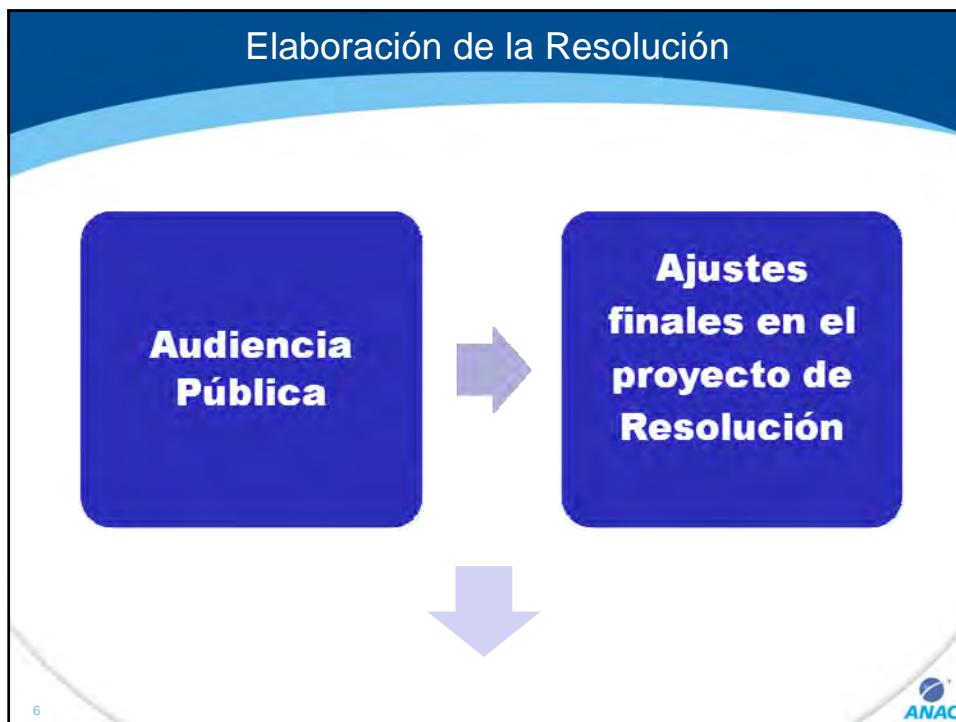 Elaboración de la Resolución
Audiencia
Pública
Ajustes
finales en el
proyecto de
Resolución
6
ANAC